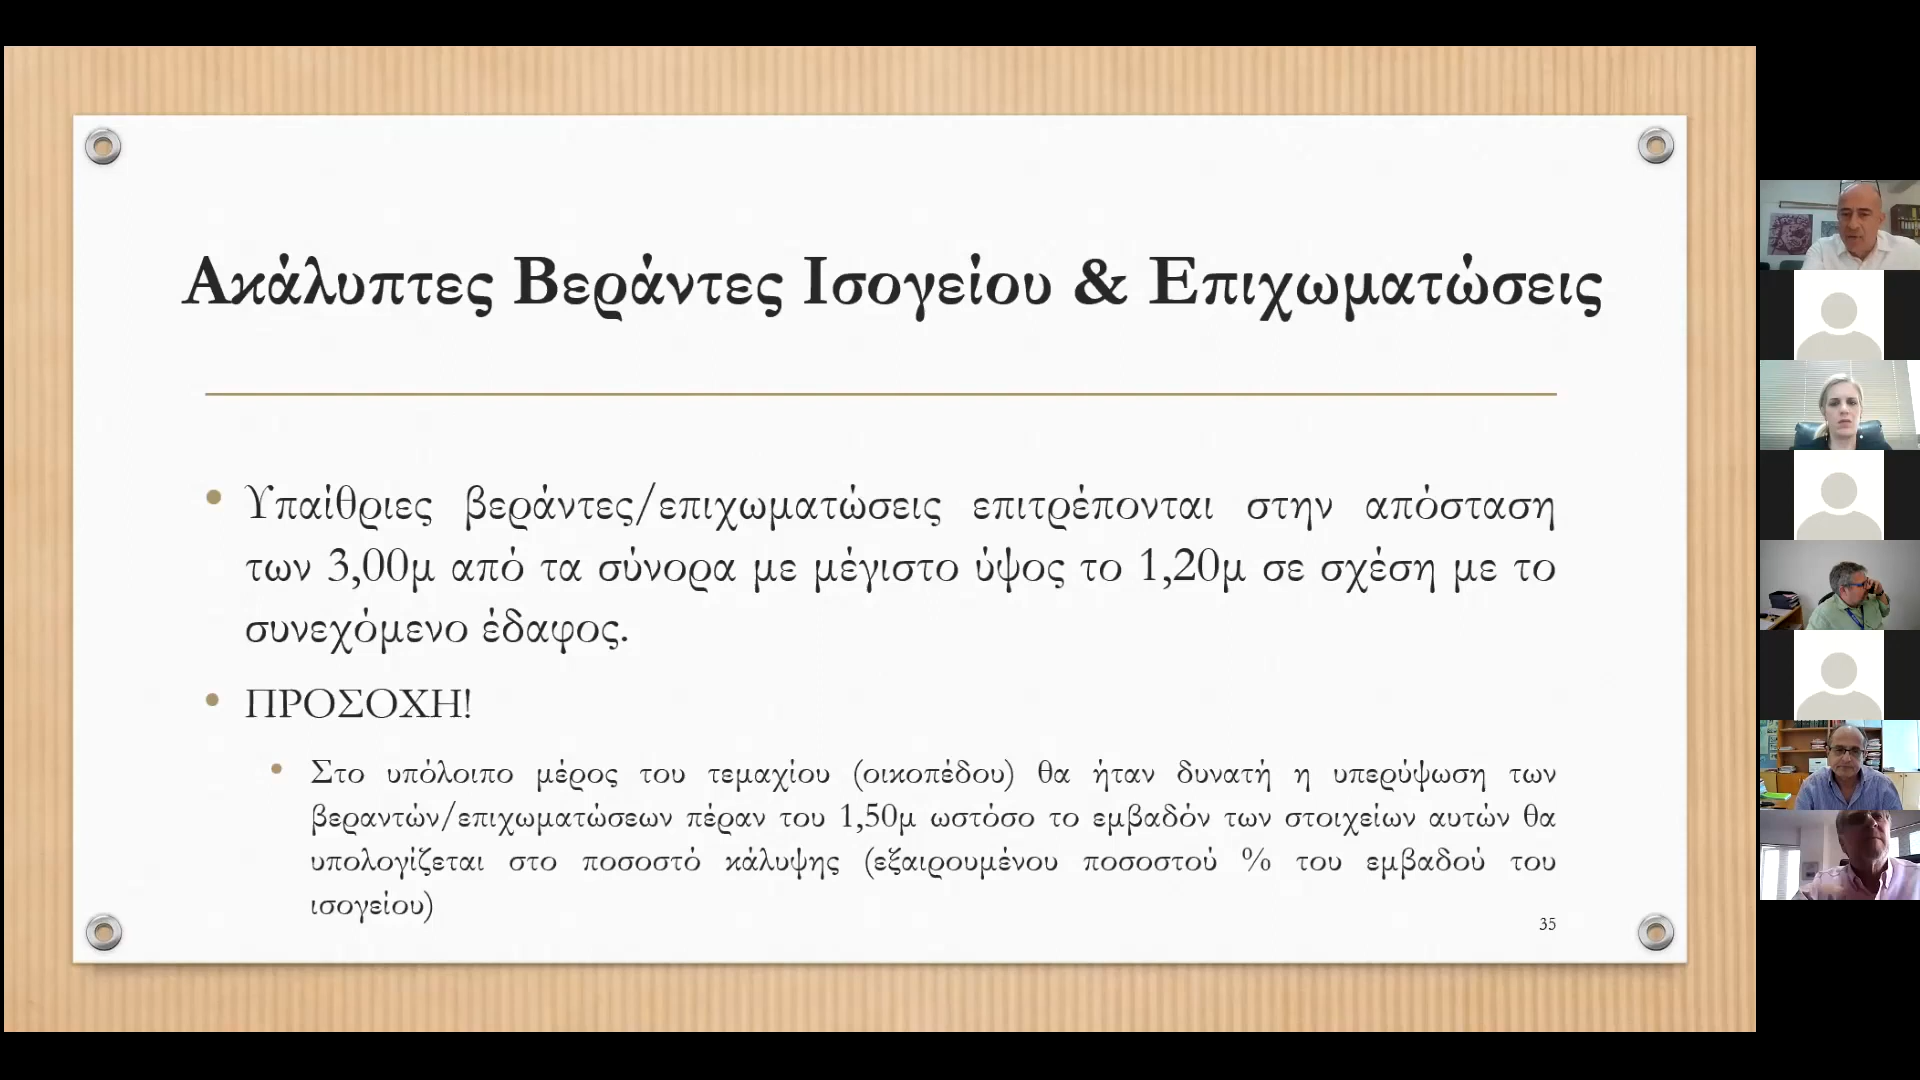 Ακάλυπτες Βεράντες Ισογείου & Επιχωματώσεις
• Υπαίθριες βεράντες/επιχωματώσεις επιτρέπονται στην απόσταση
των 3,00μ από τα σύνορα με μέγιστο ύψος το 1,20μ σε σχέση με το
συνεχόμενο έδαφος.
• ΠΡΟΣΟΧΗ!
• Στο υπόλοιπο μέρος του τεμαχίου (οικοπέδου) θα ήταν δυνατή η υπερύψωση των
βεραντών/επιχωματώσεων πέραν του 1,50μ ωστόσο το εμβαδόν των στοιχείων αυτών θα
υπολογίζεται στο ποσοστό κάλυψης (εξαιρουμένου ποσοστού % του εμβαδού του
ισογείου)
35